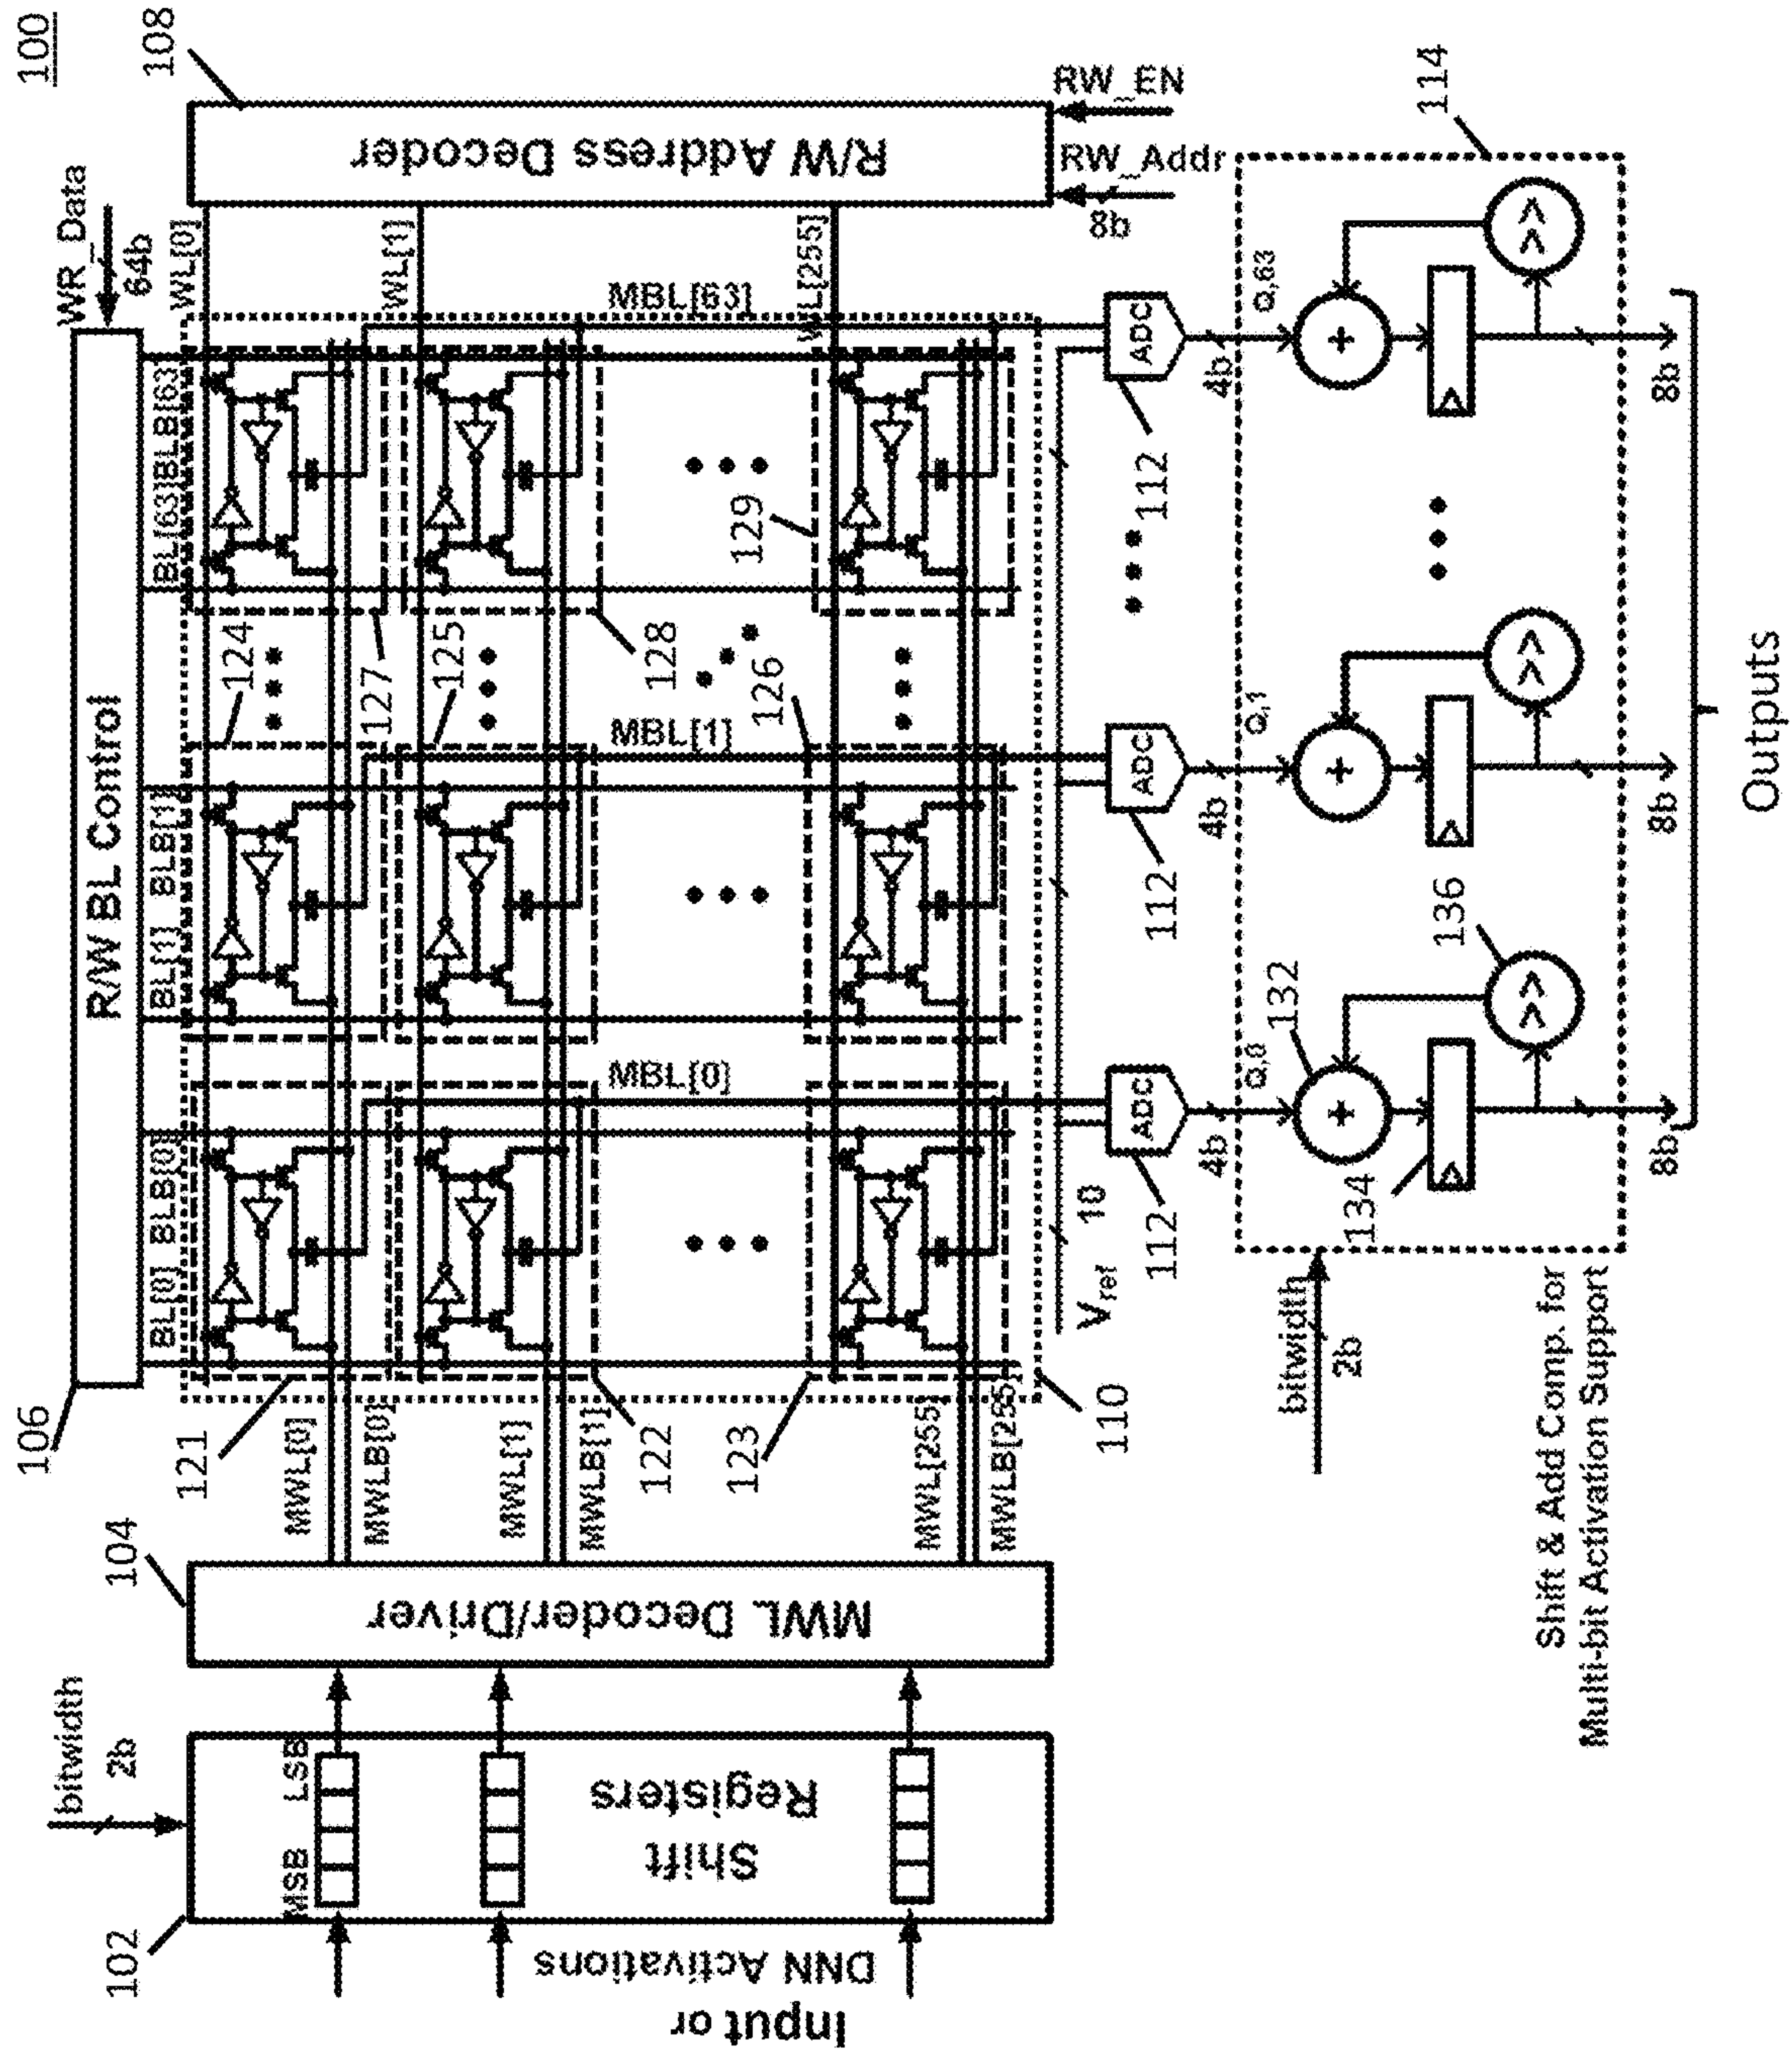 100
106
R/W BL Control
WR_Data
64b
108
BL[0] BLB[0]
BL[1] BLB[1]
BL[63]BLB[63]
WL[0]
121
124
127
bitwidth
2b
102
MSB LSB
Shift
Registers
Input or
DNN Activations
104
MWL Decoder/Driver
MWL[0]
MWLB[0]
MWL[1]
MWLB[1]
MWL[255]
MWLB[255]
122
123
125
128
126
129
WL[1]
WL[255]
MBL[0]
MBL[1]
MBL[63]
R/W Address Decoder
RW_EN
RW_Addr
8b
110
Vref 10
ADC
ADC
ADC
112
112
112
112
4b
4b
4b
Q,0
Q,1
Q,63
114
bitwidth
2b
132
+
+
+
134
136
>>
>>
>>
Shift & Add Comp. for
Multi-bit Activation Support
8b
8b
8b
Outputs